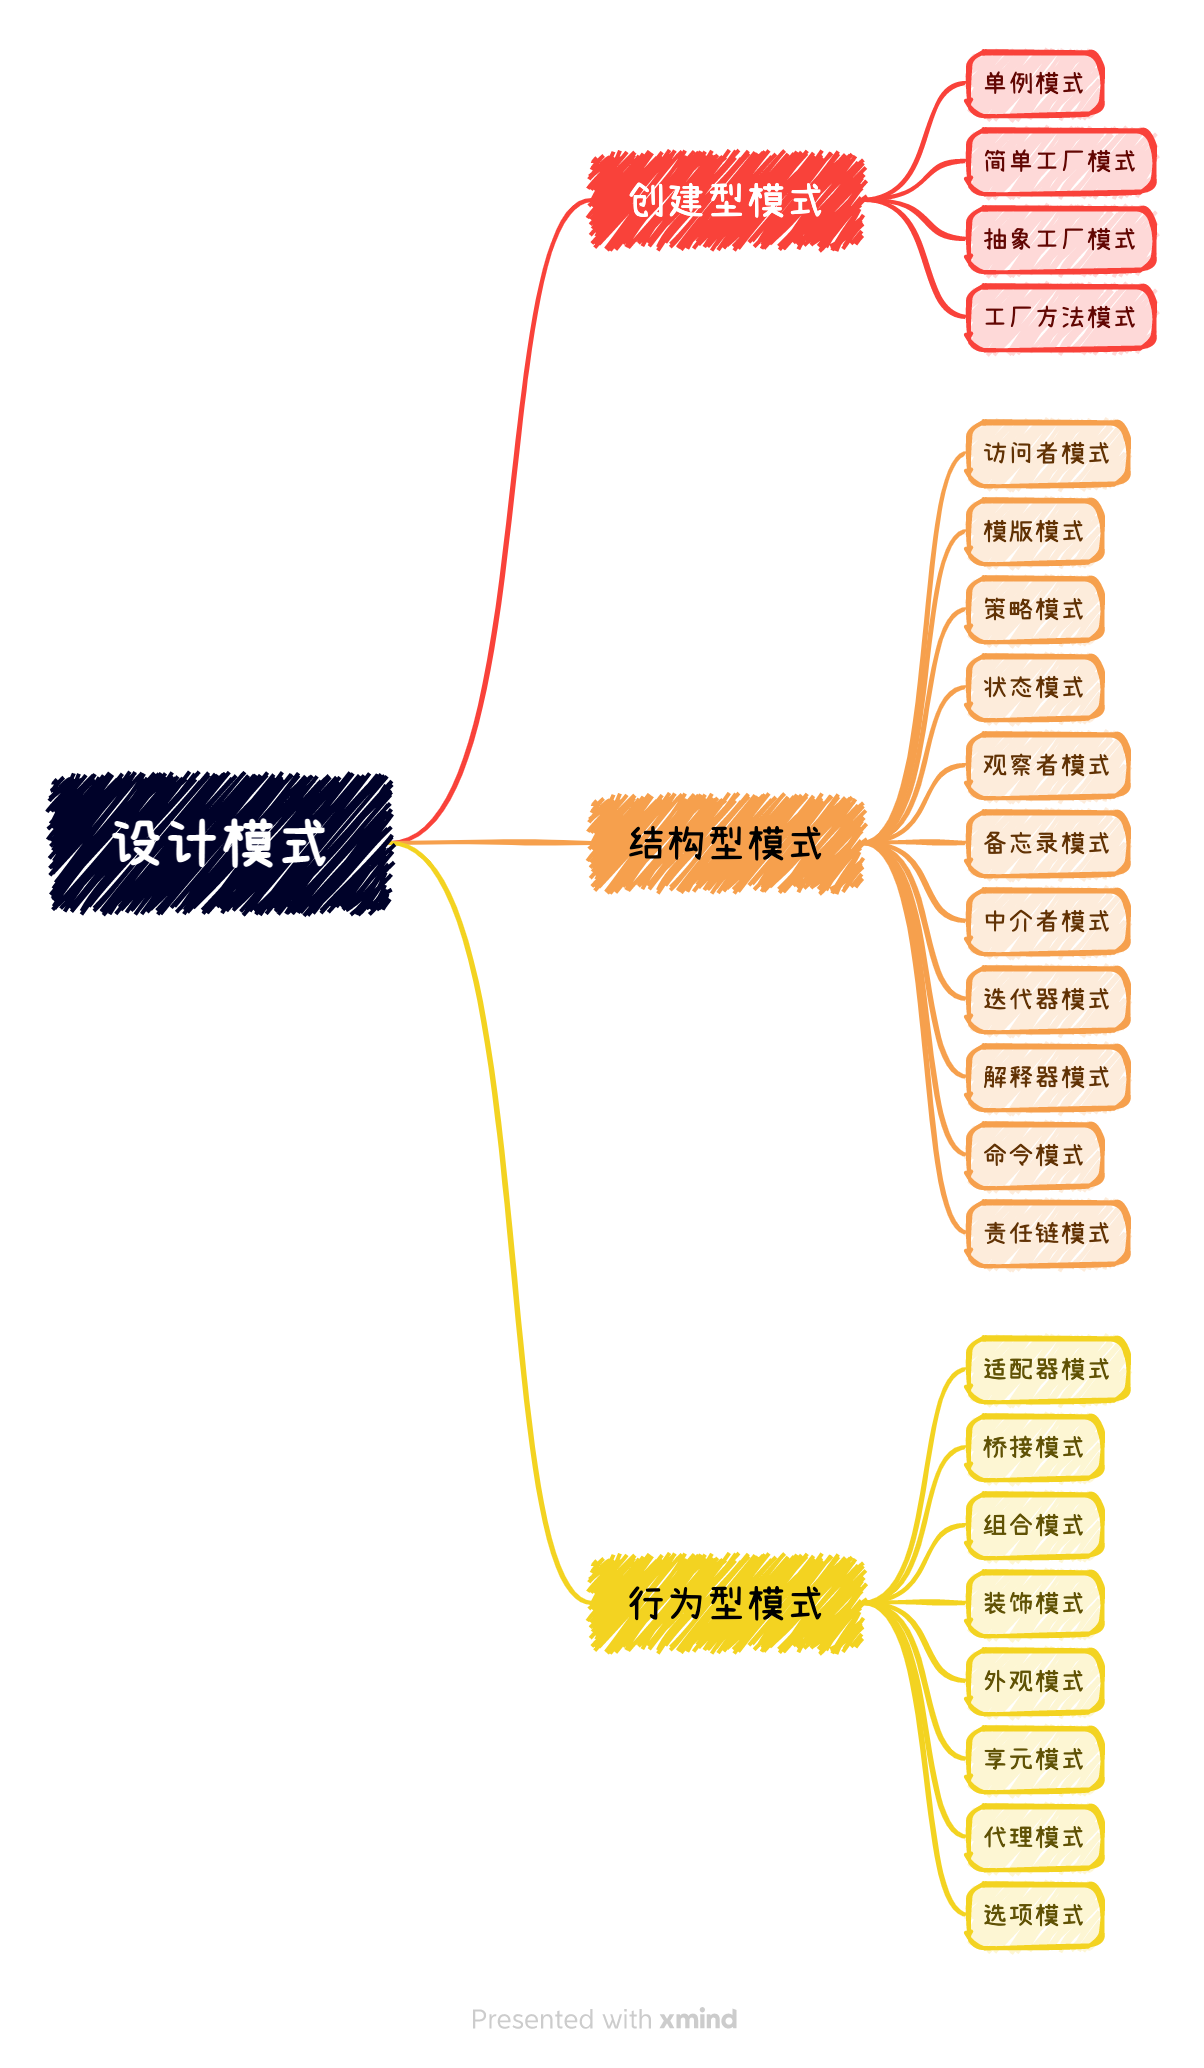 设计模式
创建型模式
单例模式
简单工厂模式
抽象工厂模式
工厂方法模式
结构型模式
访问者模式
模版模式
策略模式
状态模式
观察者模式
备忘录模式
中介者模式
迭代器模式
解释器模式
命令模式
责任链模式
行为型模式
适配器模式
桥接模式
组合模式
装饰模式
外观模式
享元模式
代理模式
选项模式
Presented with xmind